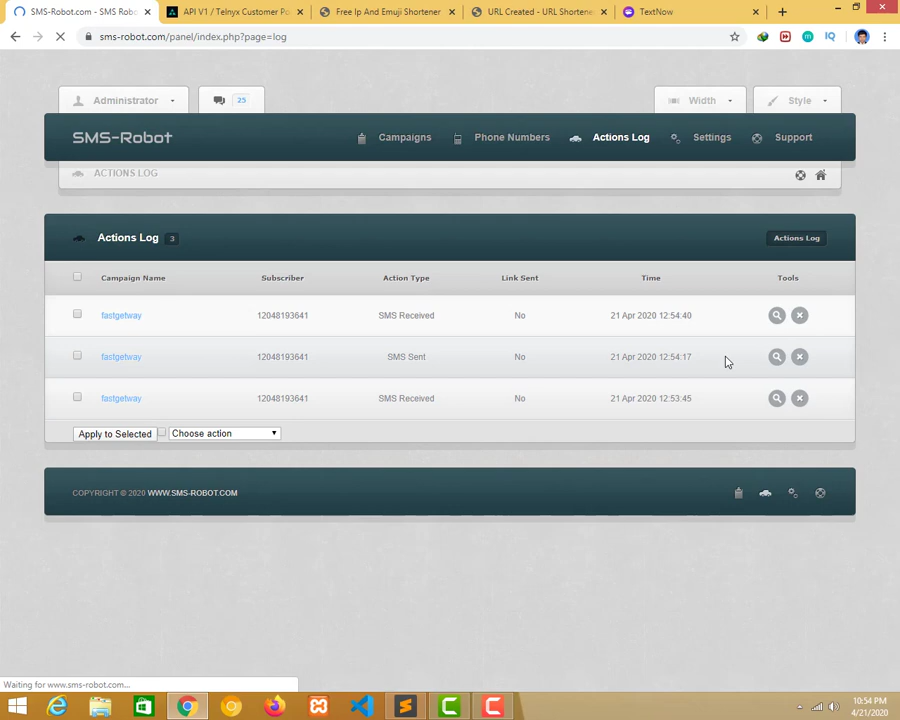 SMS-Robot.com - SMS Robo
API V1 / Telnyx Customer Po
Free Ip And Emuji Shortener
URL Created - URL Shortene
TextNow
sms-robot.com/panel/index.php?page=log
Administrator
25
Width
Style
SMS-Robot
Campaigns
Phone Numbers
Actions Log
Settings
Support
ACTIONS LOG
Actions Log 3
Actions Log
Campaign Name Subscriber Action Type Link Sent Time Tools
fastgetway 12048193641 SMS Received No 21 Apr 2020 12:54:40
fastgetway 12048193641 SMS Sent No 21 Apr 2020 12:54:17
fastgetway 12048193641 SMS Received No 21 Apr 2020 12:53:45
Apply to Selected Choose action
COPYRIGHT © 2020 WWW.SMS-ROBOT.COM
Waiting for www.sms-robot.com...
10:54 PM
4/21/2020